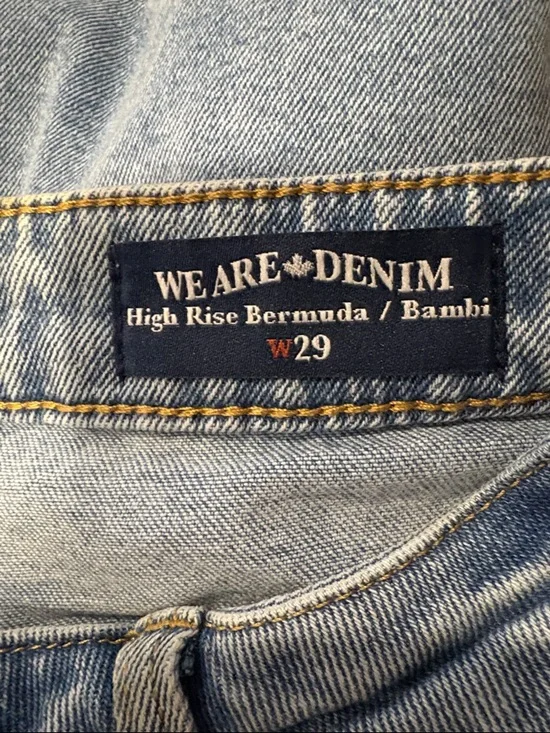 WE ARE DENIM
High Rise Bermuda / Bambi
W29